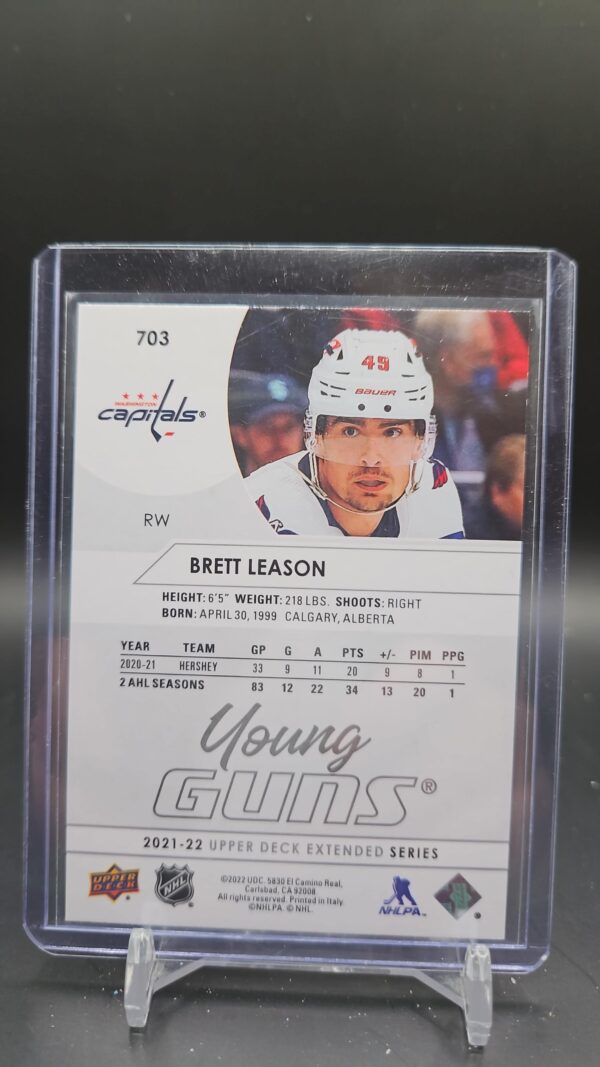 703
WASHINGTON
capitals®
49
BAUER
RW
BRETT LEASON
HEIGHT: 6'5" WEIGHT: 218 LBS. SHOOTS: RIGHT
BORN: APRIL 30, 1999 CALGARY, ALBERTA
YEAR TEAM GP G A PTS +/- PIM PPG
2020-21 HERSHEY 33 9 11 20 9 8 1
2 AHL SEASONS 83 12 22 34 13 20 1
Young
GUNS®
2021-22 UPPER DECK EXTENDED SERIES
UPPER DECK
NHL
©2022 UDC. 5830 El Camino Real,
Carlsbad, CA 92008.
All rights reserved. Printed in Italy.
©NHLPA. © NHL.
NHLPA™